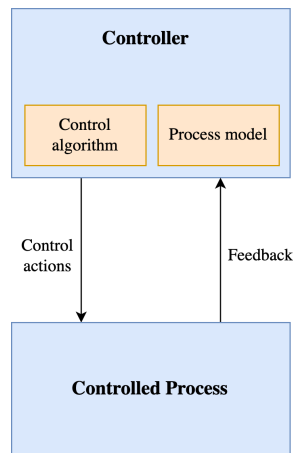 Controller
Control
algorithm
Process model
Control
actions
Feedback
Controlled Process